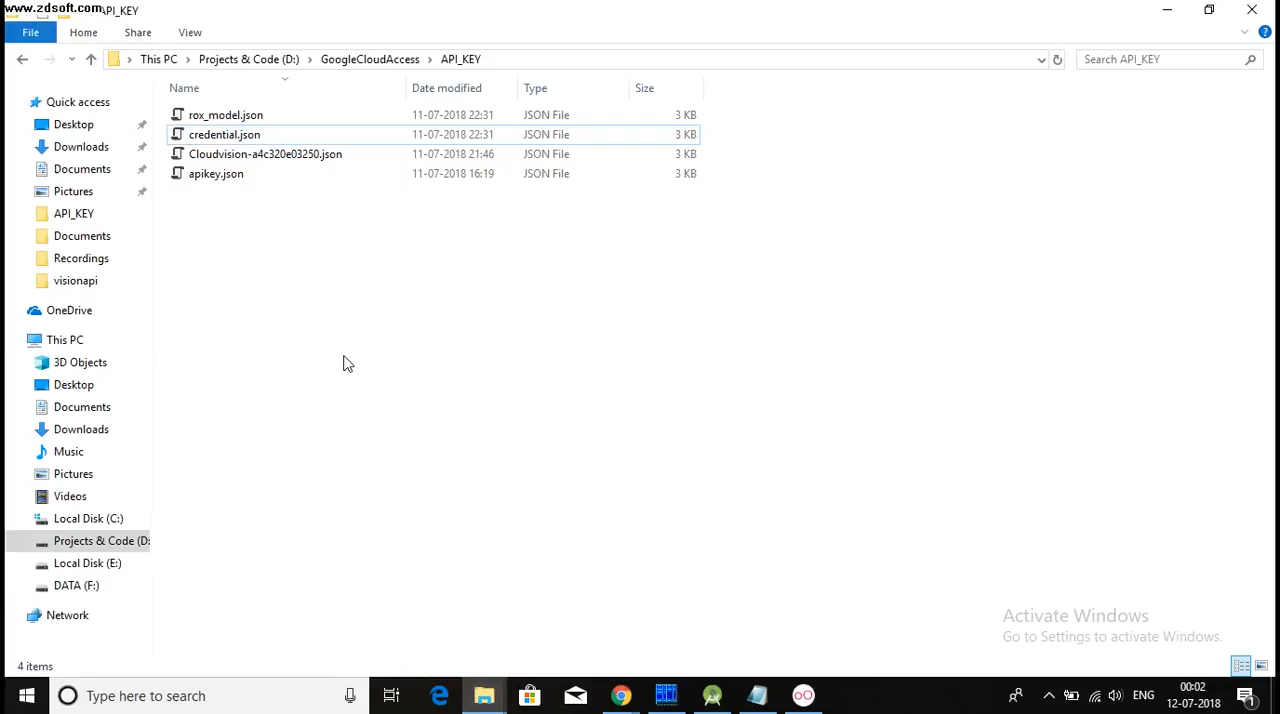 www.zdsoft.com
API_KEY
File Home Share View
This PC Projects & Code (D:) GoogleCloudAccess API_KEY
Search API_KEY
Name Date modified Type Size
Quick access
Desktop
Downloads
Documents
Pictures
API_KEY
Documents
Recordings
visionapi
OneDrive
This PC
3D Objects
Desktop
Documents
Downloads
Music
Pictures
Videos
Local Disk (C:)
Projects & Code (D:
Local Disk (E:)
DATA (F:)
Network
rox_model.json 11-07-2018 22:31 JSON File 3 KB
credential.json 11-07-2018 22:31 JSON File 3 KB
Cloudvision-a4c320e03250.json 11-07-2018 21:46 JSON File 3 KB
apikey.json 11-07-2018 16:19 JSON File 3 KB
Activate Windows
Go to Settings to activate Windows.
4 items
Type here to search
ENG
00:02
12-07-2018
1